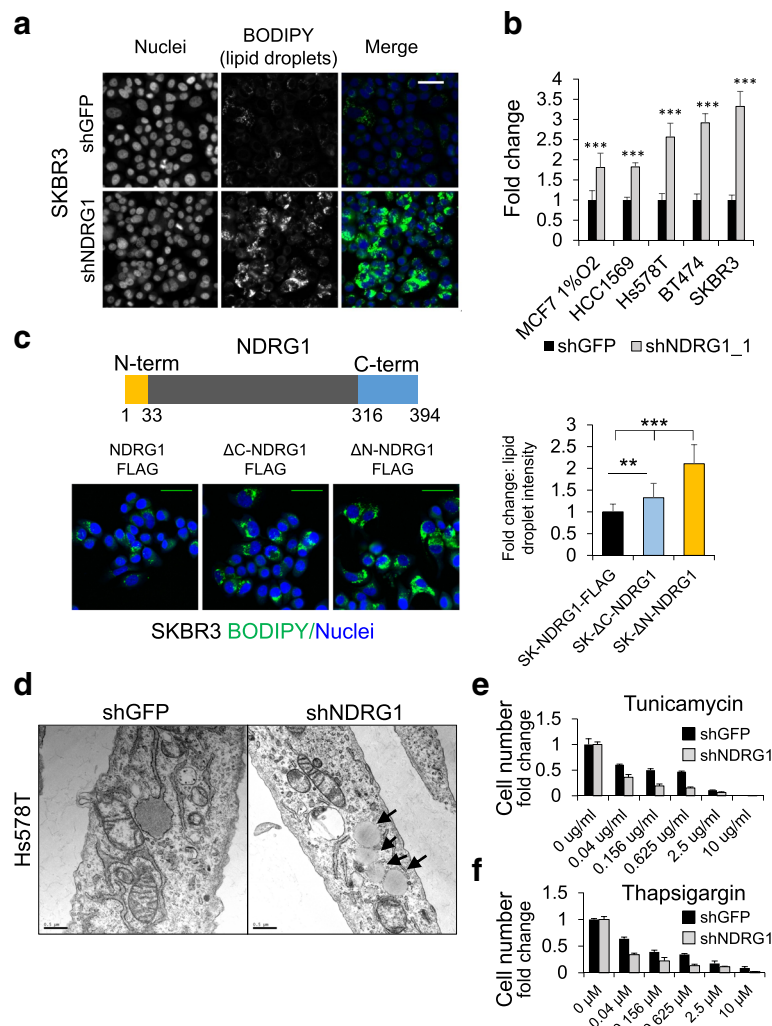 a
Nuclei
BODIPY
(lipid droplets)
Merge
SKBR3
shGFP
shNDRG1
b
Fold change
4
3.5
3
2.5
2
1.5
1
0.5
0
***
***
***
***
***
MCF7 1%O2
HCC1569
Hs578T
BT474
SKBR3
shGFP shNDRG1_1
c
NDRG1
N-term C-term
1 33 316 394
NDRG1
FLAG
ΔC-NDRG1
FLAG
ΔN-NDRG1
FLAG
SKBR3 BODIPY/Nuclei
Fold change: lipid
droplet intensity
3
2.5
2
1.5
1
0.5
0
***
**
SK-NDRG1-FLAG
SK-ΔC-NDRG1
SK-ΔN-NDRG1
d
shGFP
shNDRG1
Hs578T
0.5 µm
0.5 µm
e
Tunicamycin
Cell number
fold change
1.5
1
0.5
0
shGFP
shNDRG1
0 ug/ml
0.04 ug/ml
0.156 ug/ml
0.625 ug/ml
2.5 ug/ml
10 ug/ml
f
Thapsigargin
Cell number
fold change
1.5
1
0.5
0
shGFP
shNDRG1
0 µM
0.04 µM
0.156 µM
0.625 µM
2.5 µM
10 µM